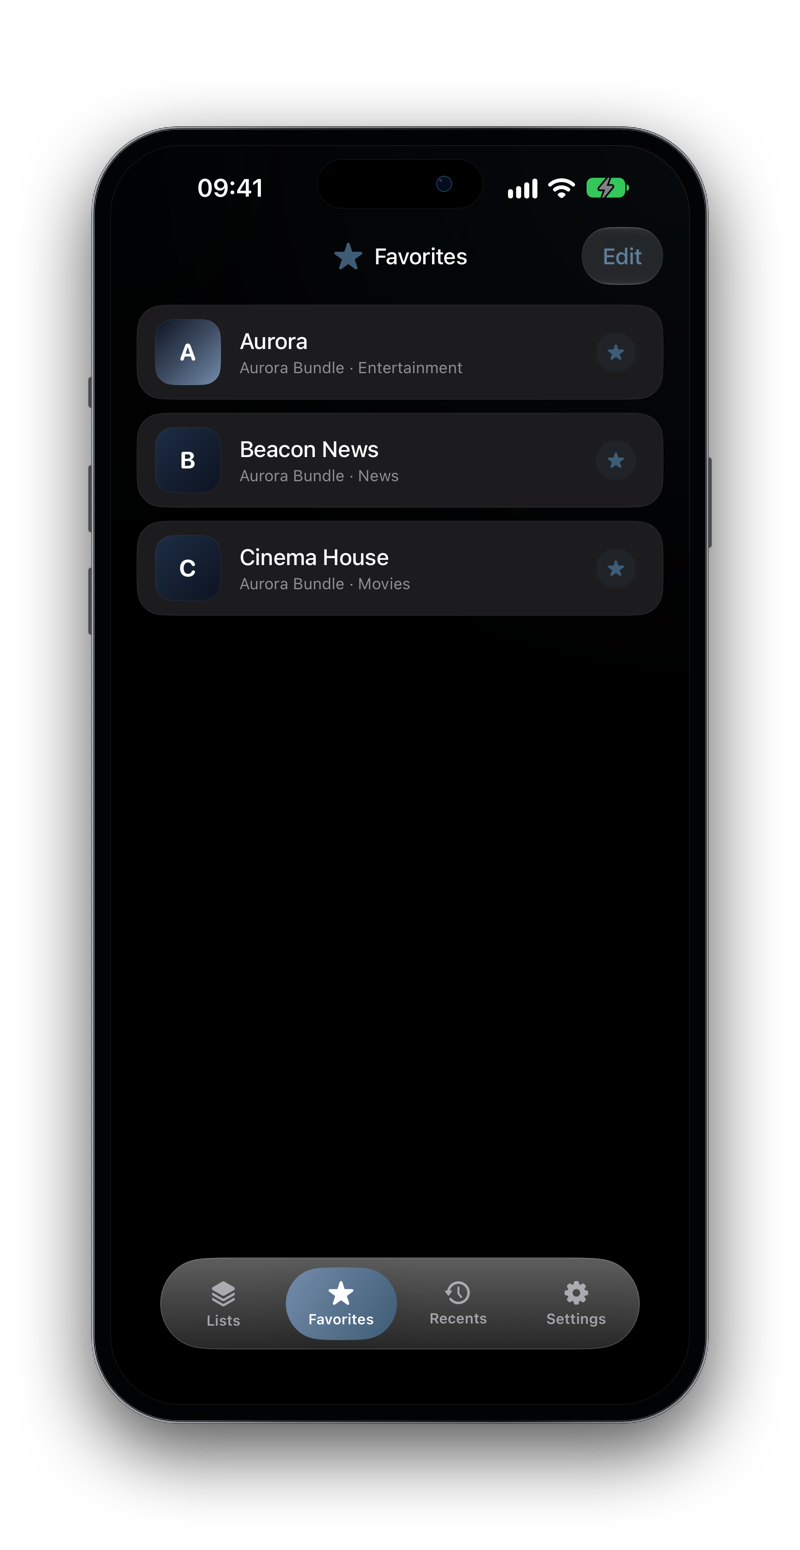 09:41
Favorites
Edit
A
Aurora
Aurora Bundle · Entertainment
B
Beacon News
Aurora Bundle · News
C
Cinema House
Aurora Bundle · Movies
Lists
Favorites
Recents
Settings